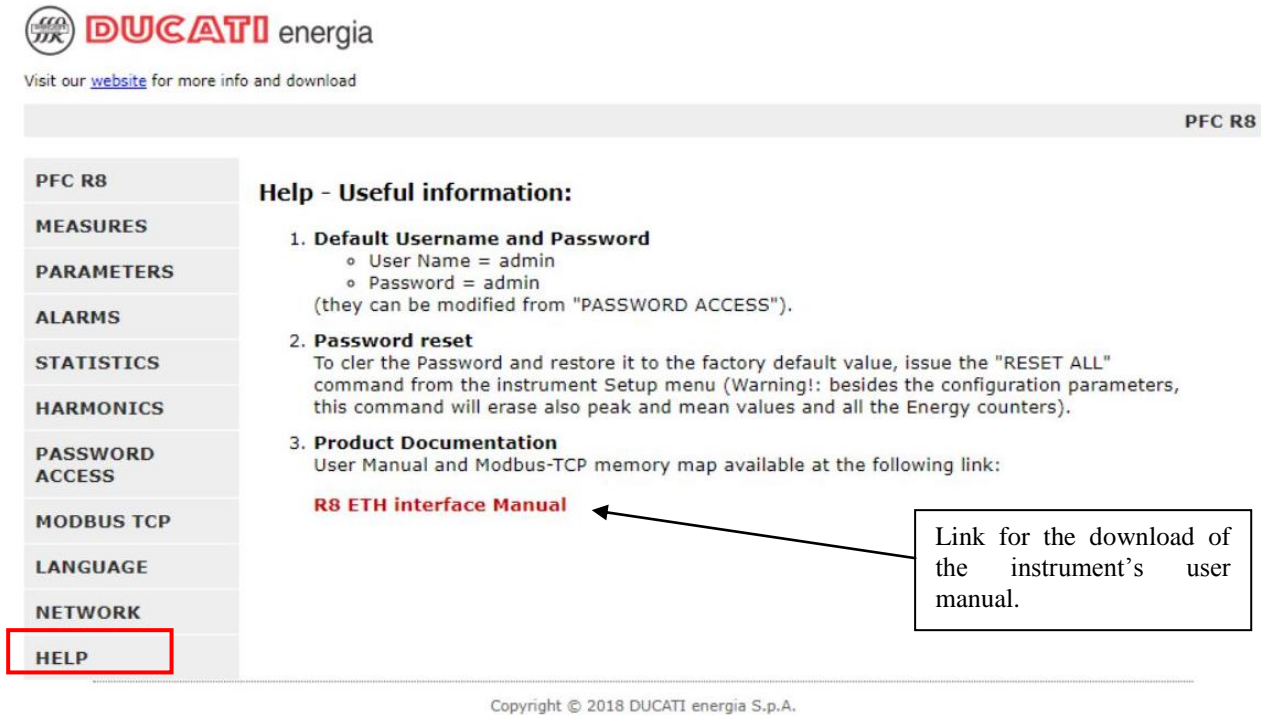 DUCATI energia
Visit our website for more info and download
PFC R8
PFC R8
MEASURES
PARAMETERS
ALARMS
STATISTICS
HARMONICS
PASSWORD
ACCESS
MODBUS TCP
LANGUAGE
NETWORK
HELP
Help - Useful information:
1. Default Username and Password
◦ User Name = admin
◦ Password = admin
(they can be modified from "PASSWORD ACCESS").
2. Password reset
To cler the Password and restore it to the factory default value, issue the "RESET ALL"
command from the instrument Setup menu (Warning!: besides the configuration parameters,
this command will erase also peak and mean values and all the Energy counters).
3. Product Documentation
User Manual and Modbus-TCP memory map available at the following link:
R8 ETH interface Manual
Link for the download of
the instrument’s user
manual.
Copyright © 2018 DUCATI energia S.p.A.